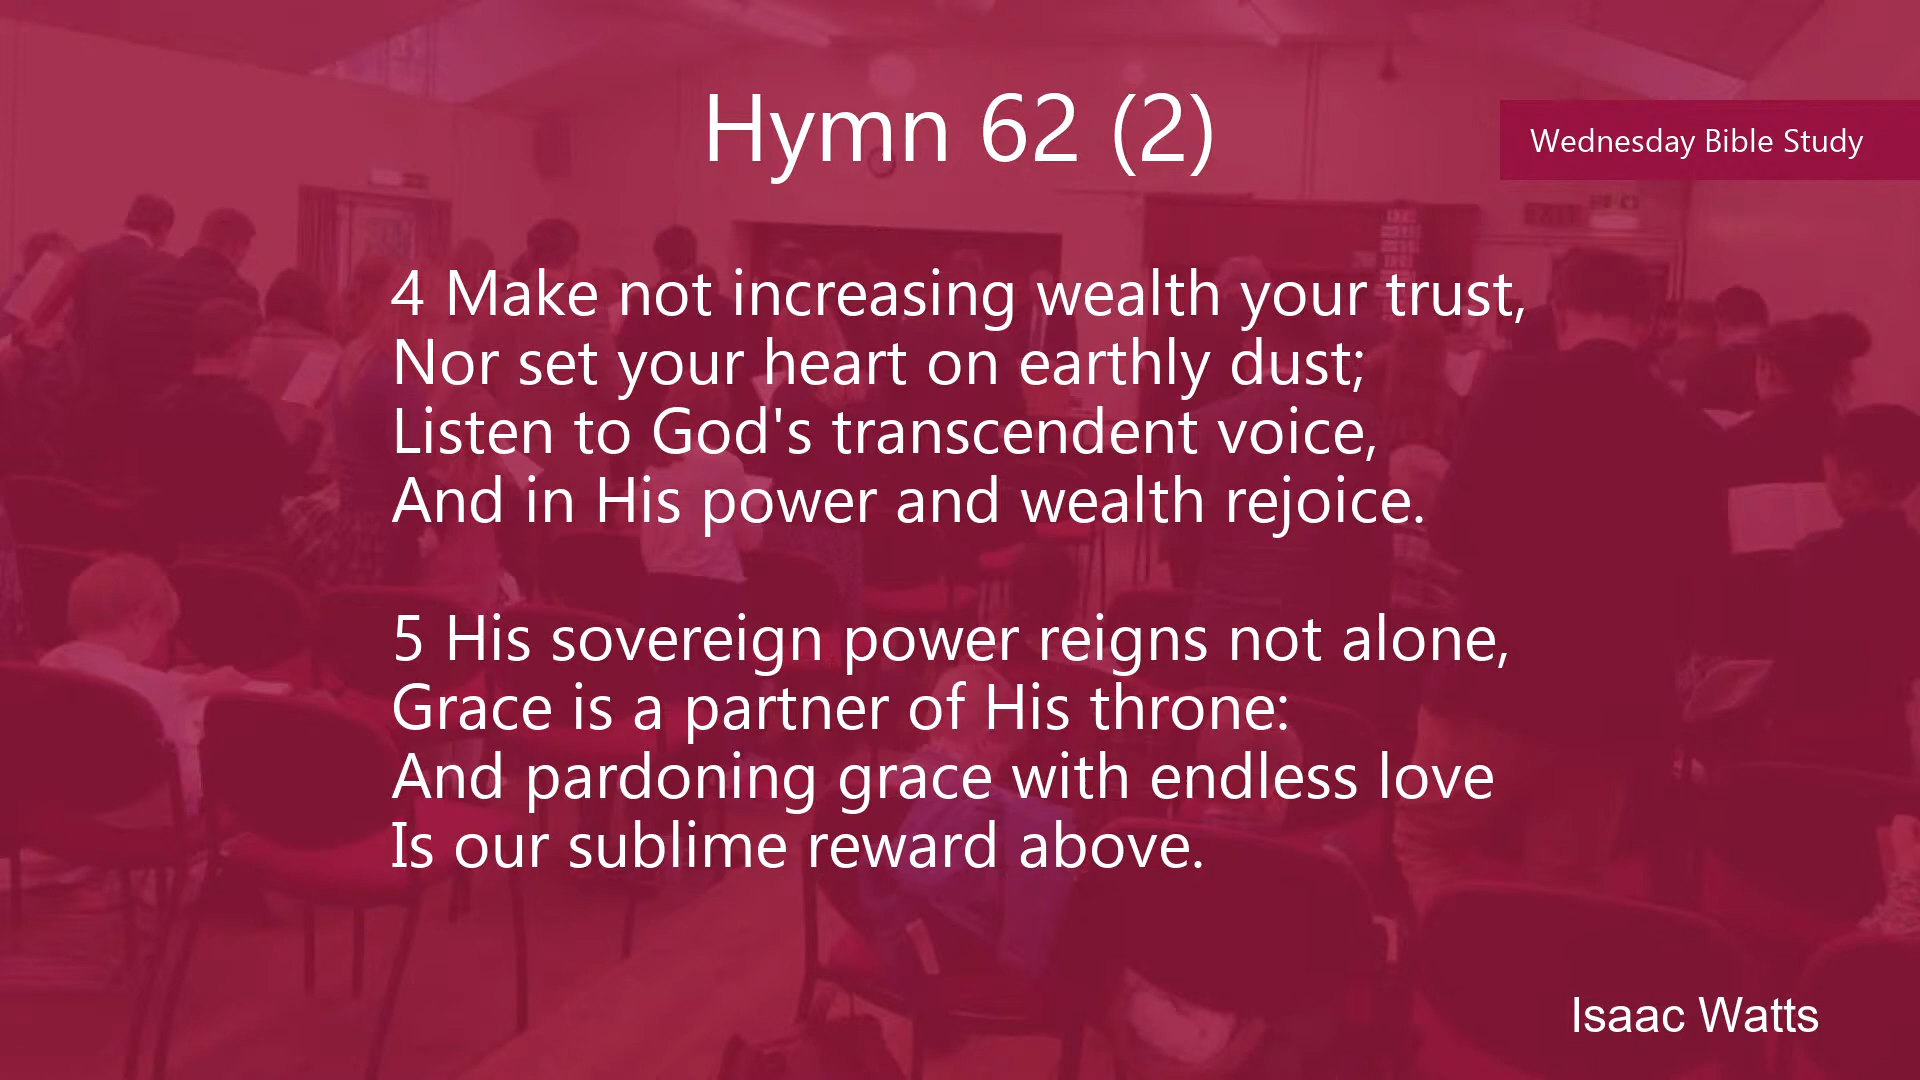 Hymn 62 (2)
Wednesday Bible Study
4 Make not increasing wealth your trust,
Nor set your heart on earthly dust;
Listen to God's transcendent voice,
And in His power and wealth rejoice.
5 His sovereign power reigns not alone,
Grace is a partner of His throne:
And pardoning grace with endless love
Is our sublime reward above.
Isaac Watts